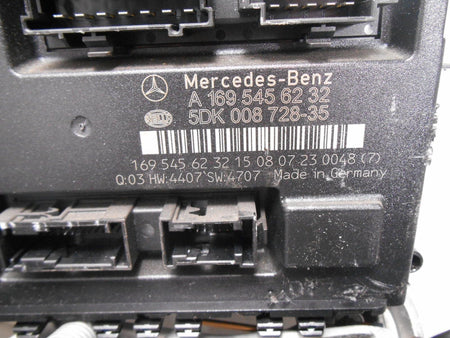 Mercedes-Benz
A 169 545 62 32
5DK 008 728-35
169 545 62 32 15 08 07 23 0048 (7)
Q:03 HW:4407 SW:4707 Made in Germany